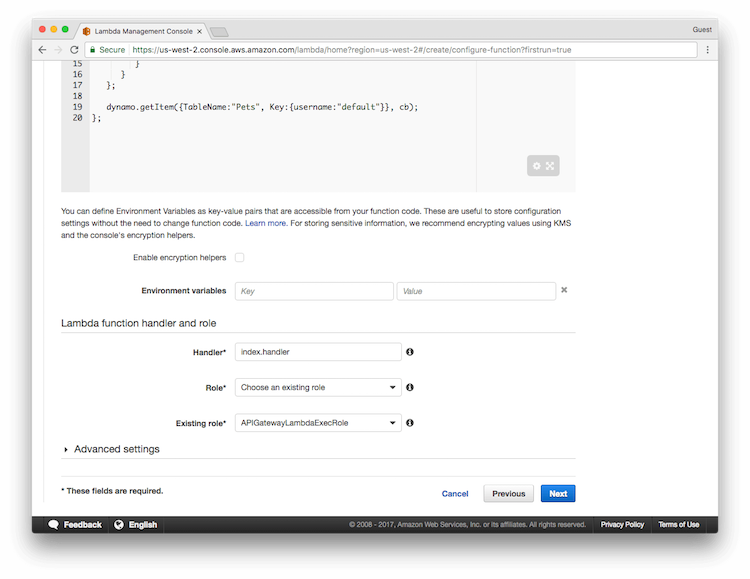 Lambda Management Console
Guest
Secure https://us-west-2.console.aws.amazon.com/lambda/home?region=us-west-2#/create/configure-function?firstrun=true
15 }
16 }
17 };
18
19 dynamo.getItem({TableName:"Pets", Key:{username:"default"}}, cb);
20 };
You can define Environment Variables as key-value pairs that are accessible from your function code. These are useful to store configuration
settings without the need to change function code. Learn more. For storing sensitive information, we recommend encrypting values using KMS
and the console's encryption helpers.
Enable encryption helpers
Environment variables Key Value
Lambda function handler and role
Handler* index.handler
Role* Choose an existing role
Existing role* APIGatewayLambdaExecRole
Advanced settings
* These fields are required.
Cancel Previous Next
Feedback English © 2008 - 2017, Amazon Web Services, Inc. or its affiliates. All rights reserved. Privacy Policy Terms of Use